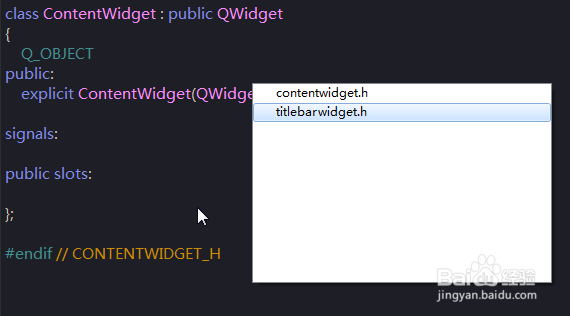 class ContentWidget : public QWidget
{
Q_OBJECT
public:
explicit ContentWidget(QWidge
contentwidget.h
titlebarwidget.h
signals:
public slots:
};
#endif // CONTENTWIDGET_H
Baidu 经验
jingyan.baidu.com